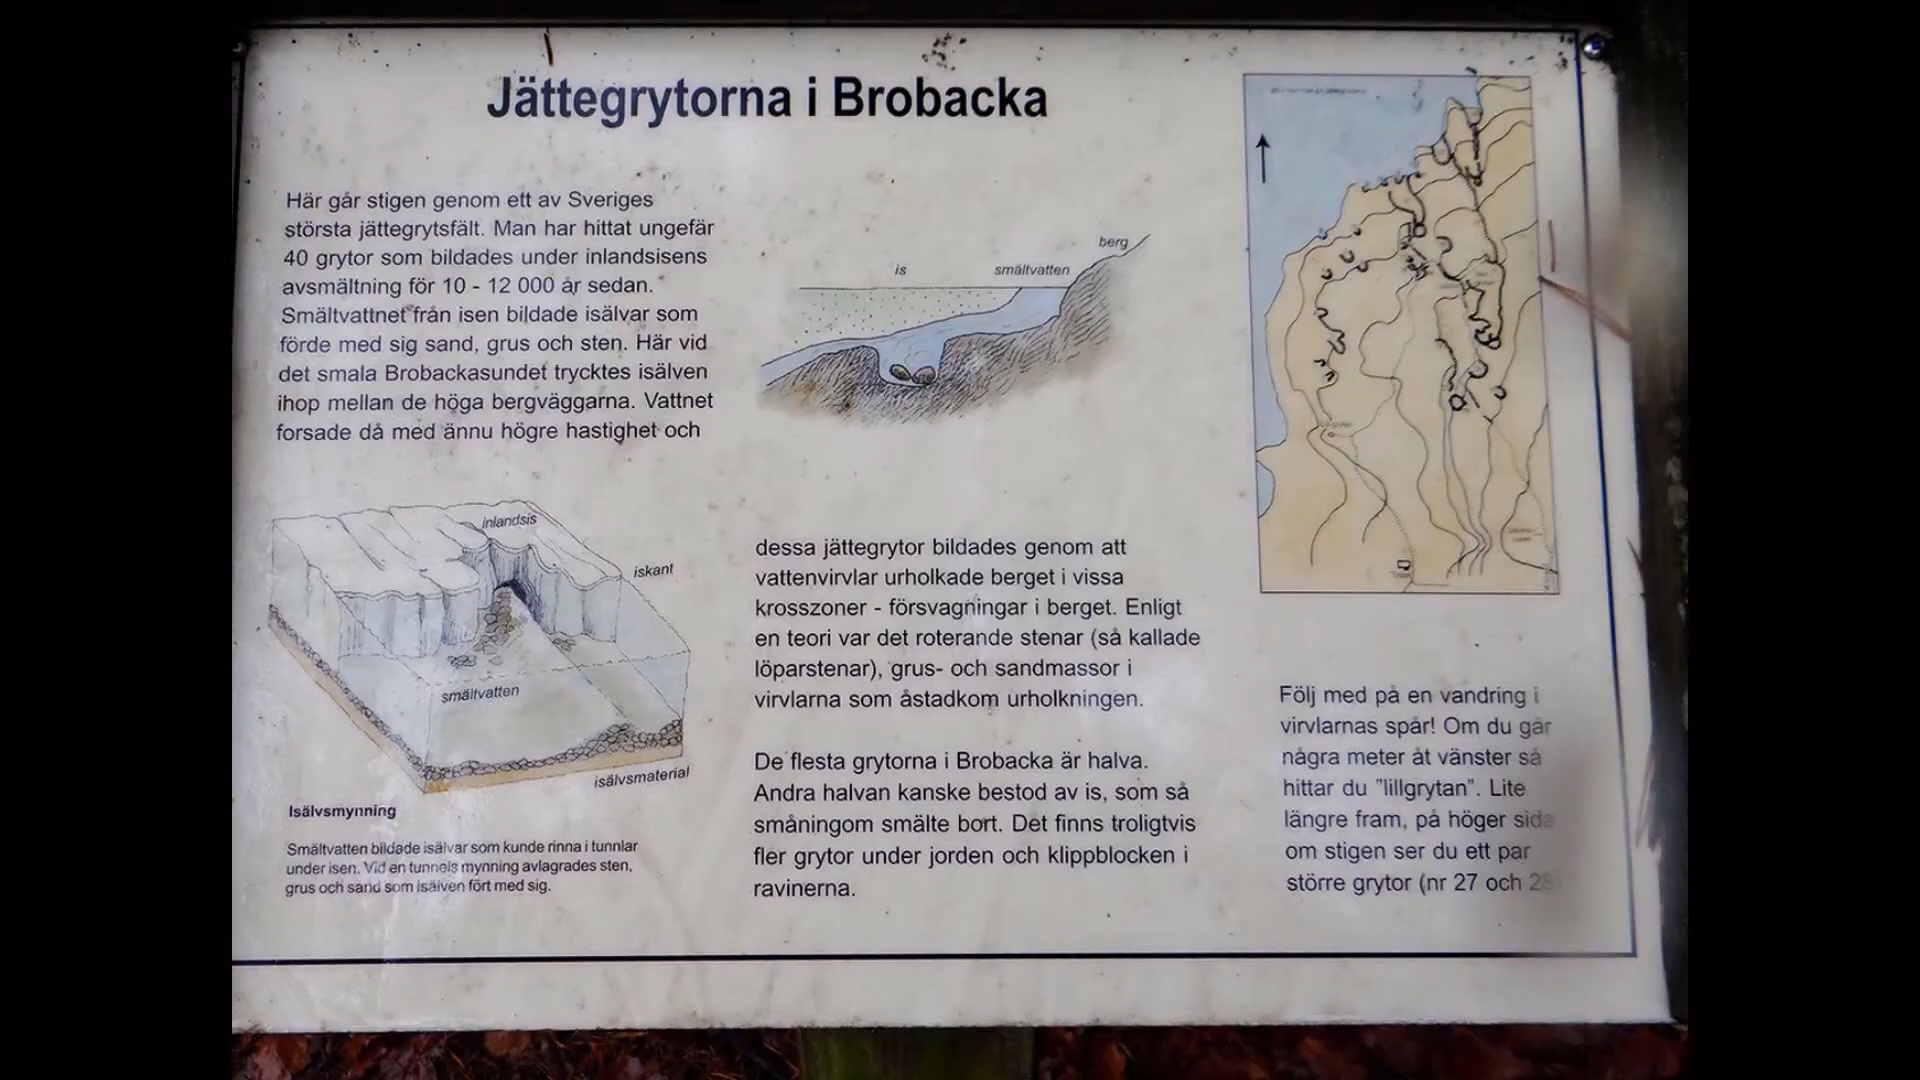 Jättegrytorna i Brobacka
Här går stigen genom ett av Sveriges
största jättegrytsfält. Man har hittat ungefär
40 grytor som bildades under inlandsisens
avsmältning för 10 - 12 000 år sedan.
Smältvattnet från isen bildade isälvar som
förde med sig sand, grus och sten. Här vid
det smala Brobackasundet trycktes isälven
ihop mellan de höga bergväggarna. Vattnet
forsade då med ännu högre hastighet och
inlandsis
iskant
smältvatten
isälvsmaterial
Isälvsmynning
Smältvatten bildade isälvar som kunde rinna i tunnlar
under isen. Vid en tunnels mynning avlagrades sten,
grus och sand som isälven fört med sig.
berg
is
smältvatten
dessa jättegrytor bildades genom att
vattenvirvlar urholkade berget i vissa
krosszoner - försvagningar i berget. Enligt
en teori var det roterande stenar (så kallade
löparstenar), grus- och sandmassor i
virvlarna som åstadkom urholkningen.
De flesta grytorna i Brobacka är halva.
Andra halvan kanske bestod av is, som så
småningom smälte bort. Det finns troligtvis
fler grytor under jorden och klippblocken i
ravinerna.
Följ med på en vandring i
virvlarnas spår! Om du går
några meter åt vänster så
hittar du "lillgrytan". Lite
längre fram, på höger sida
om stigen ser du ett par
större grytor (nr 27 och 28)